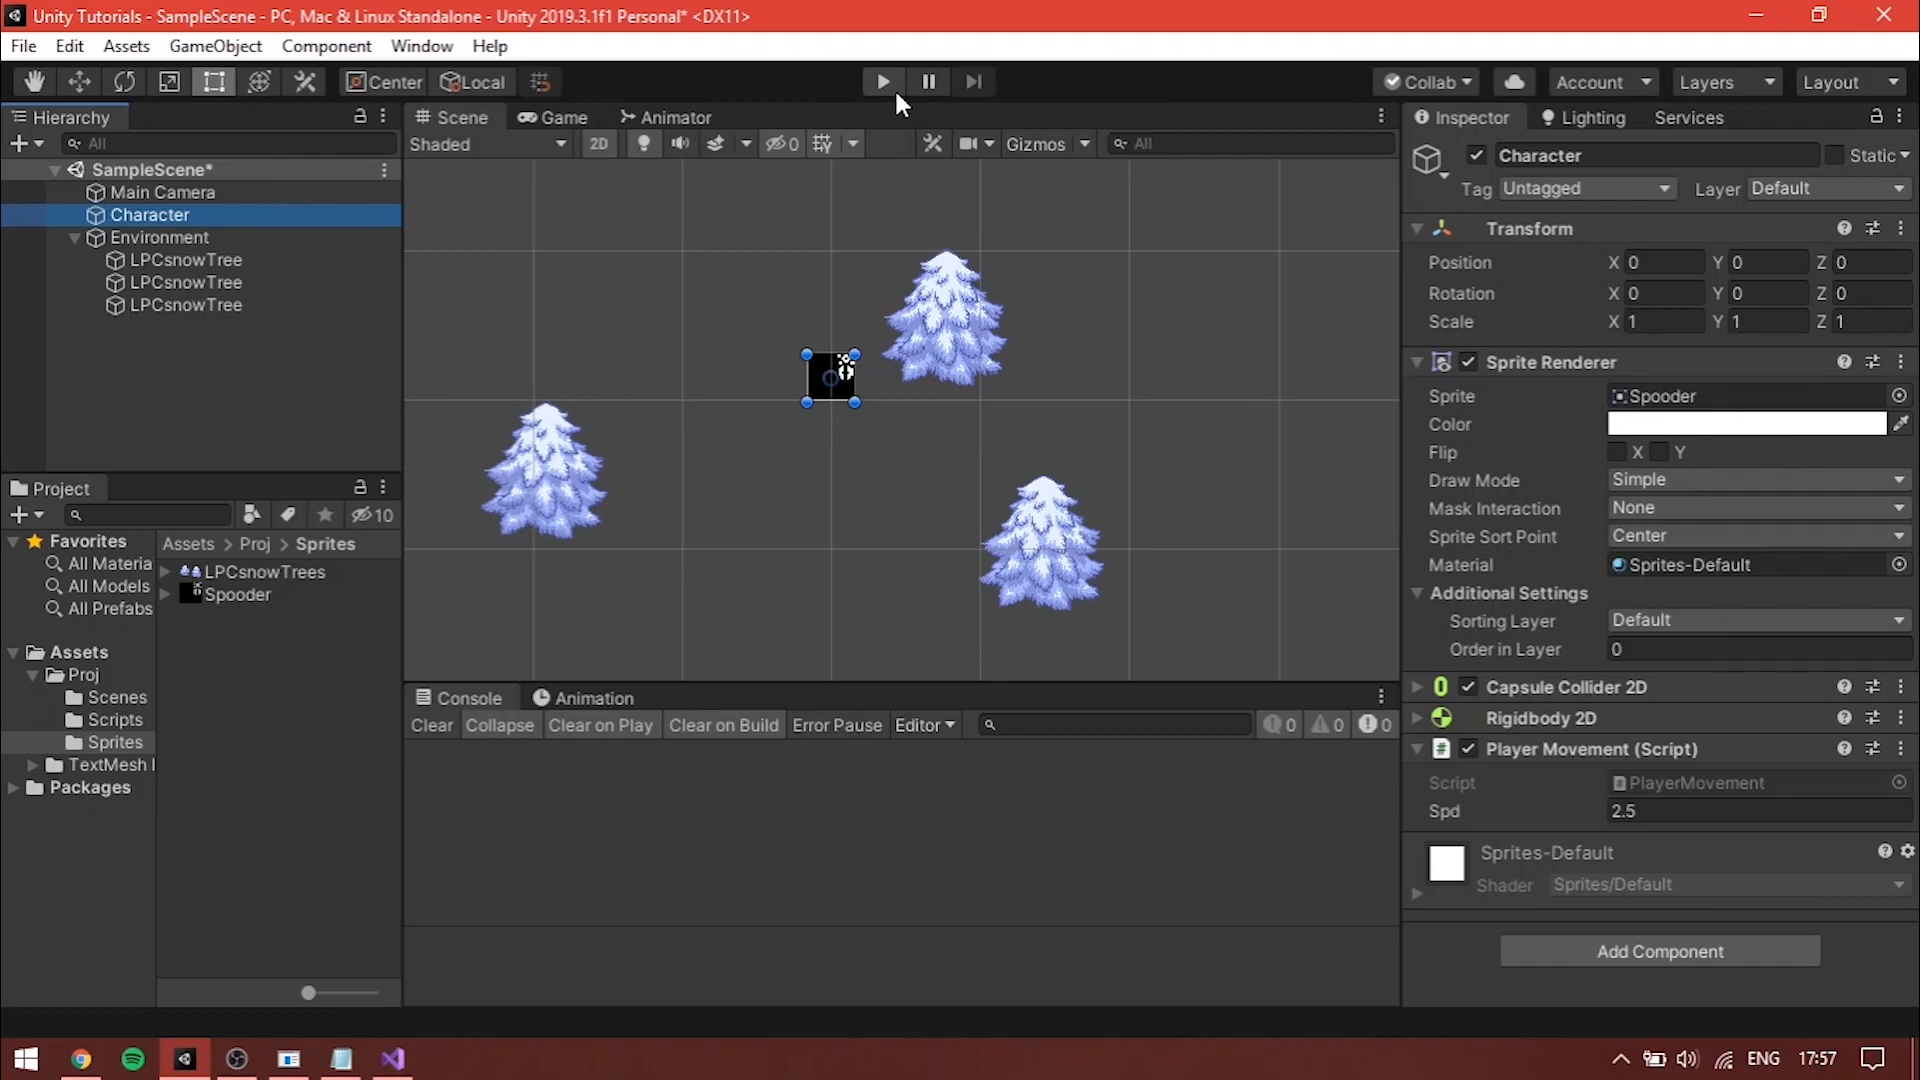 Unity Tutorials - SampleScene - PC, Mac & Linux Standalone - Unity 2019.3.1f1 Personal* <DX11>
File Edit Assets GameObject Component Window Help
Center Local Collab Account Layers Layout
Hierarchy
All
SampleScene*
Main Camera
Character
Environment
LPCsnowTree
LPCsnowTree
LPCsnowTree
Project
10
Favorites
All Materia
All Models
All Prefabs
Assets
Proj
Scenes
Scripts
Sprites
TextMesh
Packages
Assets > Proj > Sprites
LPCsnowTrees
Spooder
Scene Game Animator
Shaded 2D 0 Gizmos All
Console Animation
Clear Collapse Clear on Play Clear on Build Error Pause Editor 0 0 0
Inspector Lighting Services
Character Static
Tag Untagged Layer Default
Transform
Position X 0 Y 0 Z 0
Rotation X 0 Y 0 Z 0
Scale X 1 Y 1 Z 1
Sprite Renderer
Sprite Spooder
Color
Flip X Y
Draw Mode Simple
Mask Interaction None
Sprite Sort Point Center
Material Sprites-Default
Additional Settings
Sorting Layer Default
Order in Layer 0
Capsule Collider 2D
Rigidbody 2D
Player Movement (Script)
Script PlayerMovement
Spd 2.5
Sprites-Default
Shader Sprites/Default
Add Component
ENG 17:57